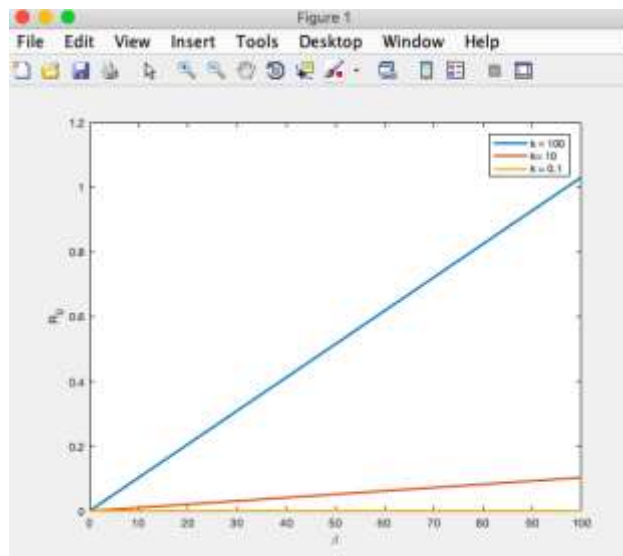 Figure 1
File Edit View Insert Tools Desktop Window Help
1.2
k = 100
k= 10
k = 0.1
1
0.8
R0
0.6
0.4
0.2
0
0 10 20 30 40 50 60 70 80 90 100